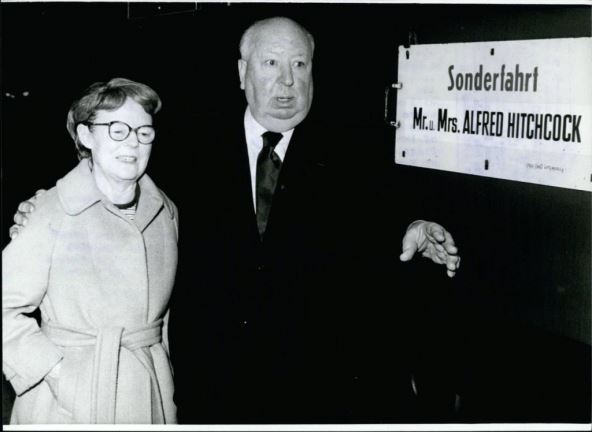 Sonderfahrt
Mr. u. Mrs. ALFRED HITCHCOCK